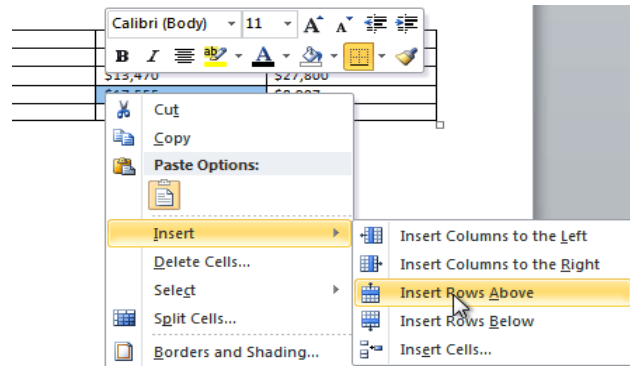 Calibri (Body) 11 A A
B I ab A
$13,470 $27,800
Cut
Copy
Paste Options:
Insert Insert Columns to the Left
Delete Cells... Insert Columns to the Right
Select Insert Rows Above
Split Cells... Insert Rows Below
Borders and Shading... Insert Cells...